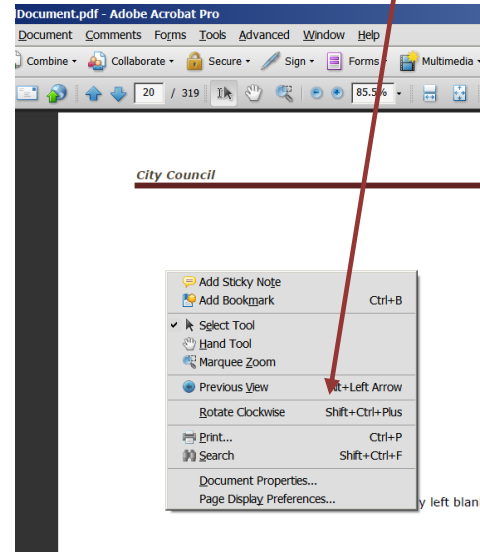 Document.pdf - Adobe Acrobat Pro
Document Comments Forms Tools Advanced Window Help
Combine Collaborate Secure Sign Forms Multimedia
20 / 319 85.5%
City Council
Add Sticky Note
Add Bookmark Ctrl+B
Select Tool
Hand Tool
Marquee Zoom
Previous View Alt+Left Arrow
Rotate Clockwise Shift+Ctrl+Plus
Print... Ctrl+P
Search Shift+Ctrl+F
Document Properties...
Page Display Preferences...
y left blan